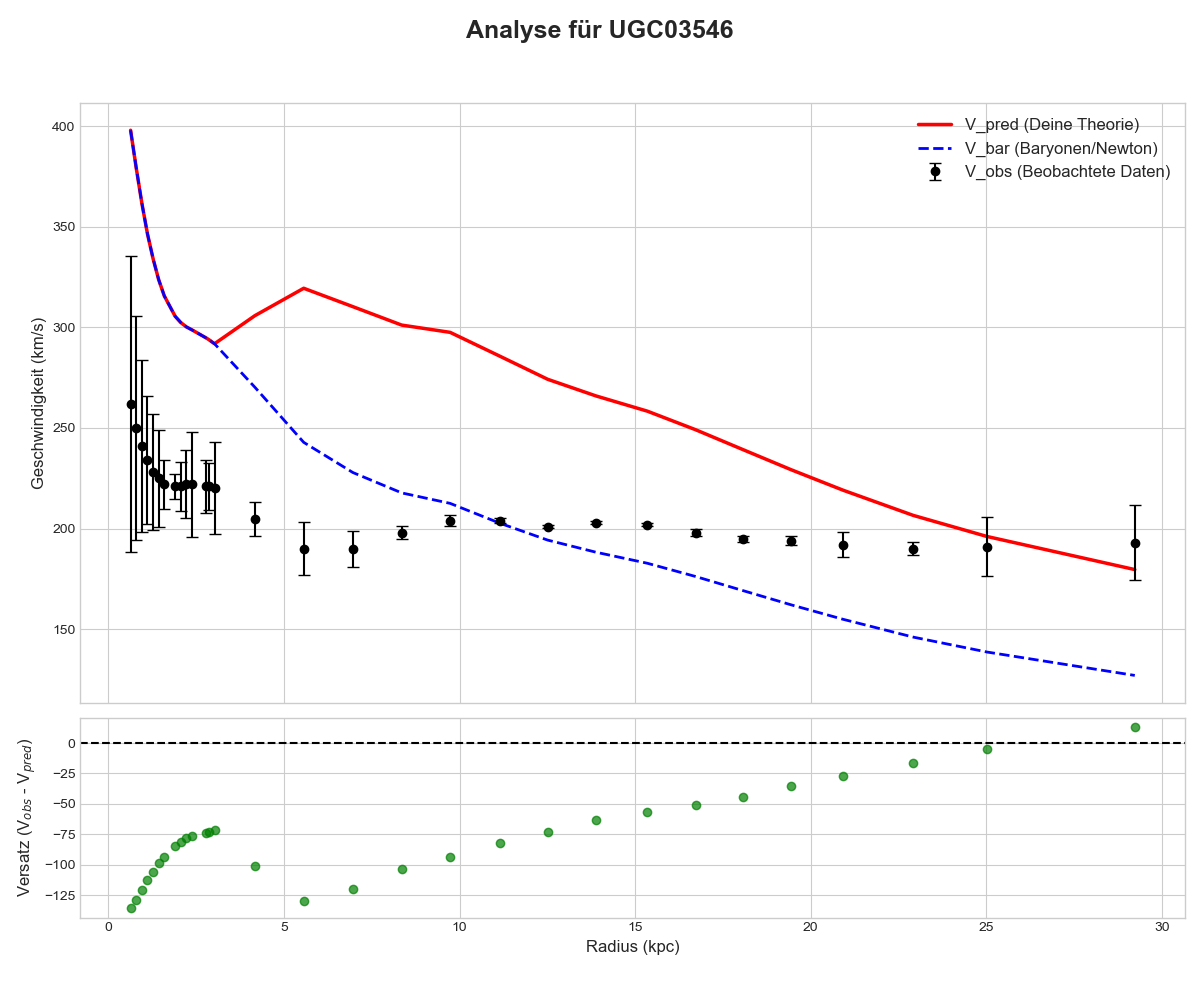 Analyse für UGC03546
Geschwindigkeit (km/s)
400
350
300
250
200
150
V_pred (Deine Theorie)
V_bar (Baryonen/Newton)
V_obs (Beobachtete Daten)
Versatz (V_obs - V_pred)
0
−25
−50
−75
−100
−125
0 5 10 15 20 25 30
Radius (kpc)